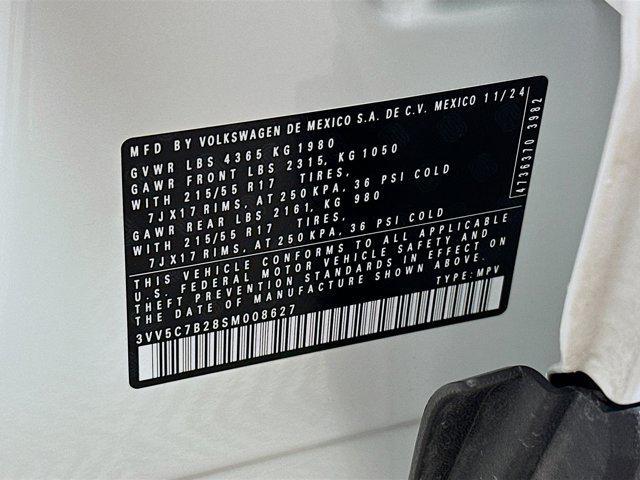 MFD BY VOLKSWAGEN DE MEXICO S.A. DE C.V. MEXICO 11/24
GVWR LBS 4365 KG 1980
GAWR FRONT LBS 2315, KG 1050
WITH 215/55 R17 TIRES,
7JX17 RIMS, AT 250 KPA, 36 PSI COLD
GAWR REAR LBS 2161, KG 980
WITH 215/55 R17 TIRES,
7JX17 RIMS, AT 250 KPA, 36 PSI COLD
THIS VEHICLE CONFORMS TO ALL APPLICABLE
U.S. FEDERAL MOTOR VEHICLE SAFETY AND
THEFT PREVENTION STANDARDS IN EFFECT ON
THE DATE OF MANUFACTURE SHOWN ABOVE.
3VV5C7B28SM008627 TYPE: MPV
4736370 3982